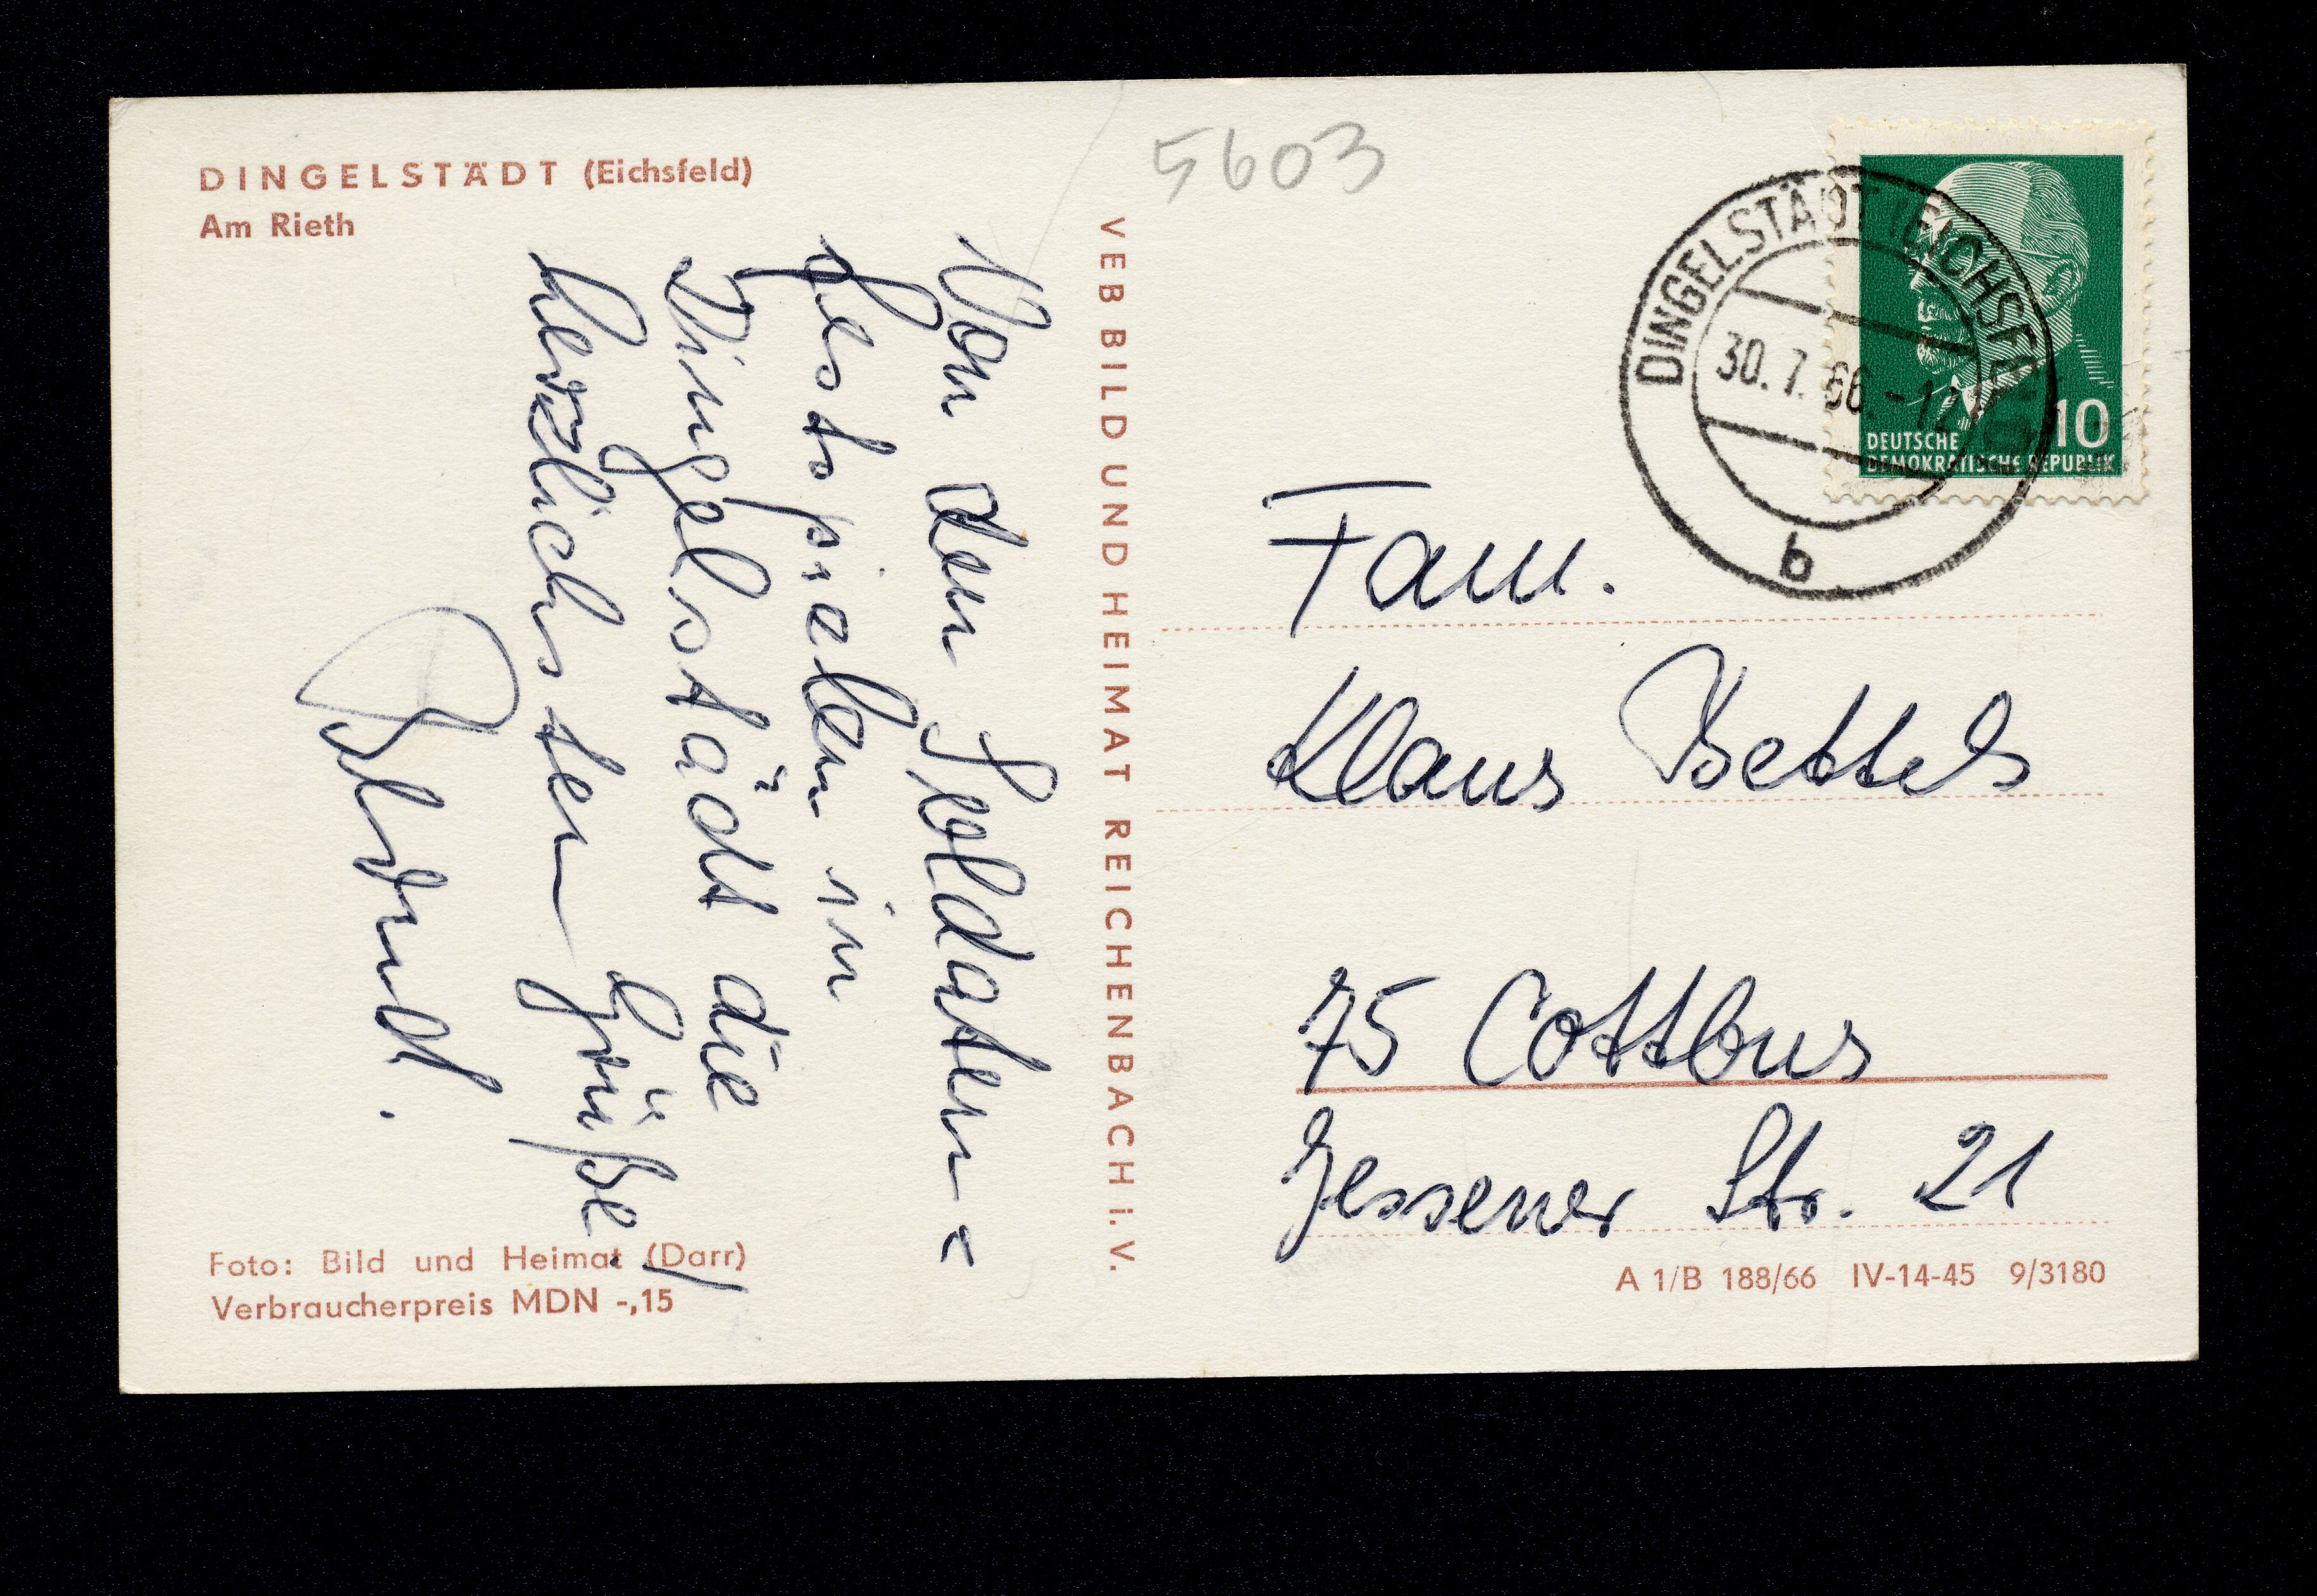 DINGELSTÄDT (Eichsfeld)
Am Rieth
Von den Soldaten=
festspielen in
Dingelstädt die
herzlichsten Grüße,
Foto: Bild und Heimat (Darr)
Verbraucherpreis MDN -,15
VEB BILD UND HEIMAT REICHENBACH i. V.
5603
DINGELSTÄDT (EICHSFELD)
30.7.66.-1
b
10
DEUTSCHE
DEMOKRATISCHE REPUBLIK
Fam.
Klaus Bettels
75 Cottbus
Jessener Str. 21
A 1/B 188/66 IV-14-45 9/3180